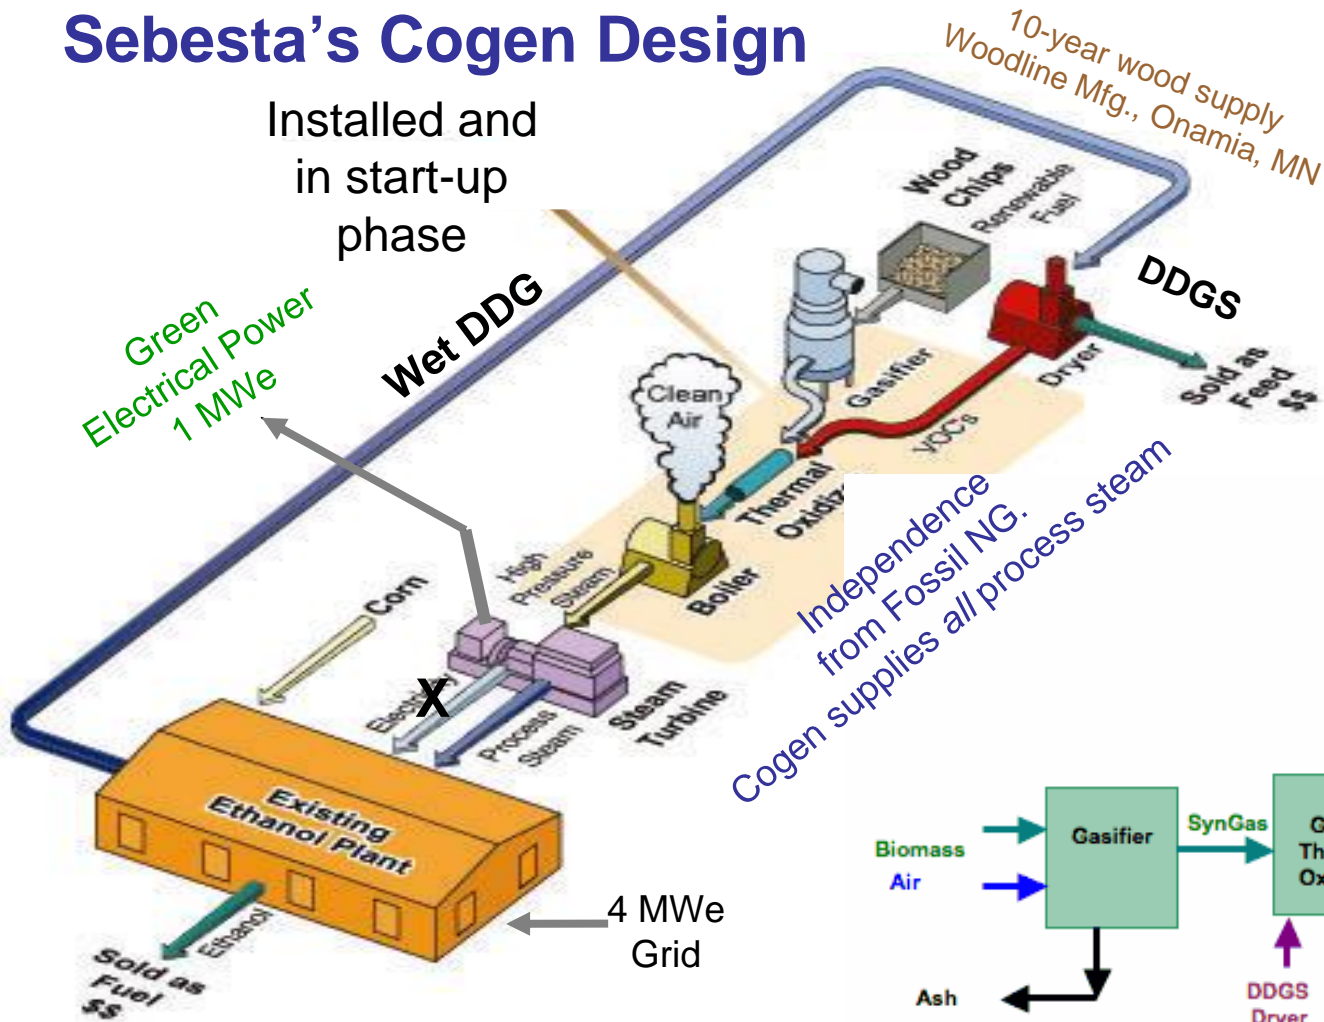 Sebesta's Cogen Design
10-year wood supply
Woodline Mfg., Onamia, MN
Installed and
in start-up
phase
Wood
Chips
Renewable
Fuel
DDGS
Sold as
Feed
$$
Dryer
Gasifier
VOCs
Wet DDG
Green
Electrical Power
1 MWe
Clean
Air
Thermal
Boiler
High
Pressure
Steam
Independence
from Fossil NG.
Cogen supplies all process steam
Corn
Electricity
X
Process
Steam
Steam
Turbine
Existing
Ethanol Plant
Ethanol
Sold as
Fuel
$$
4 MWe
Grid
Biomass
Air
Gasifier
SynGas
Ash
DDGS
Dryer